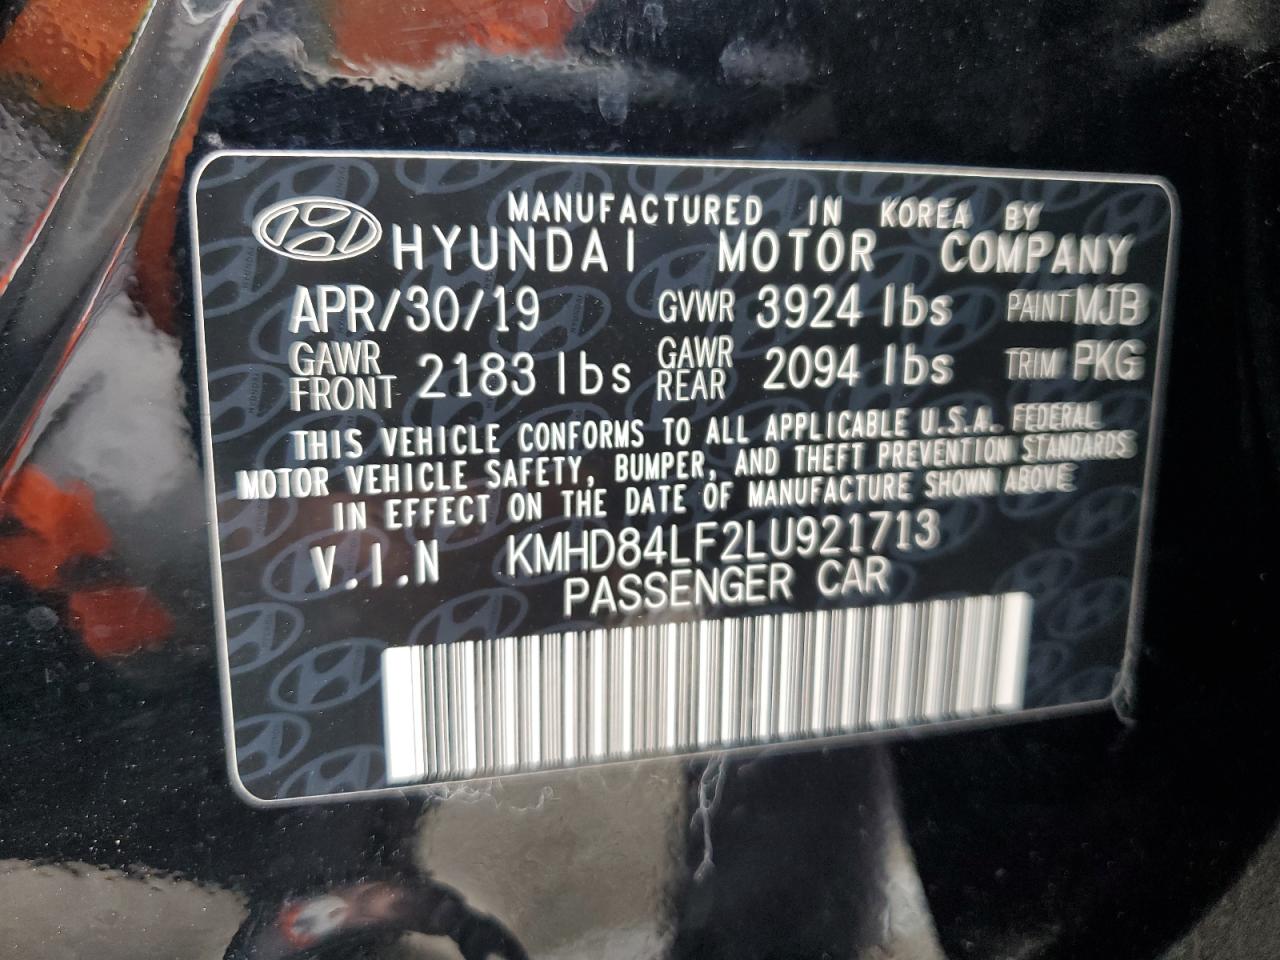 MANUFACTURED IN KOREA BY
HYUNDAI MOTOR COMPANY
APR/30/19 GVWR 3924 lbs PAINT MJB
GAWR FRONT 2183 lbs GAWR REAR 2094 lbs TRIM PKG
THIS VEHICLE CONFORMS TO ALL APPLICABLE U.S.A. FEDERAL
MOTOR VEHICLE SAFETY, BUMPER, AND THEFT PREVENTION STANDARDS
IN EFFECT ON THE DATE OF MANUFACTURE SHOWN ABOVE
V.I.N KMHD84LF2LU921713
PASSENGER CAR